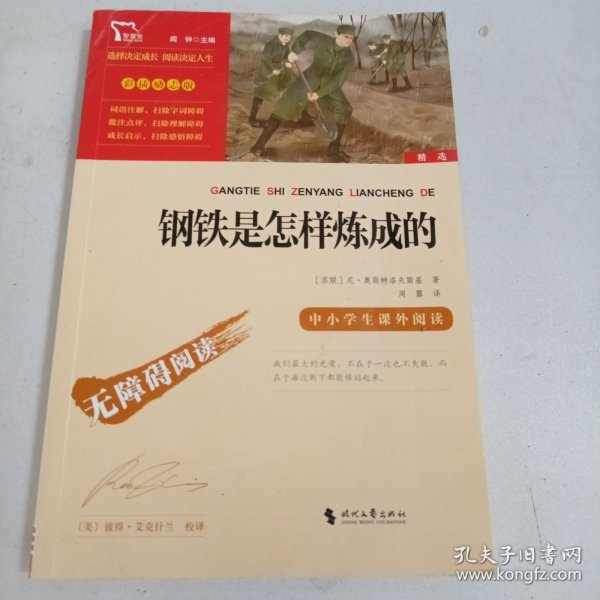 智慧熊
闻 钟·主编
选择决定成长 阅读决定人生
彩插励志版
词语注解,扫除字词障碍
批注点评,扫除理解障碍
成长启示,扫除感悟障碍
精选
GANGTIE SHI ZENYANG LIANCHENG DE
钢铁是怎样炼成的
[苏联] 尼·奥斯特洛夫斯基 著
周 露 译
中小学生课外阅读
无障碍阅读
我们最大的光荣,不在于一次也不失败,而
在于每次倒下都能够站起来。
[美] 彼得·艾克什兰 校译
时代文艺出版社
SHIDAI WENYI CHUBANSHE
孔夫子旧书网
www.kongfz.com